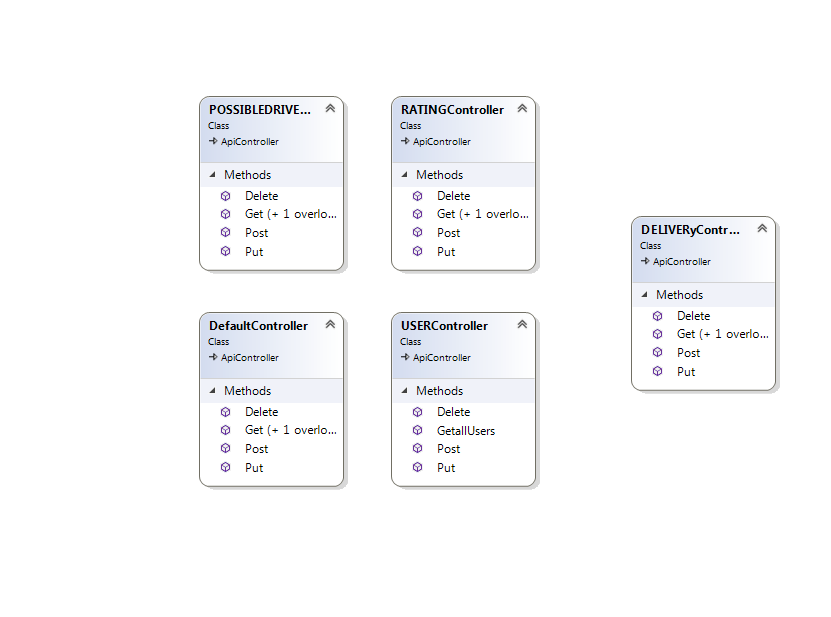 POSSIBLEDRIVE...
Class
ApiController
Methods
Delete
Get (+ 1 overlo...
Post
Put
RATINGController
Class
ApiController
Methods
Delete
Get (+ 1 overlo...
Post
Put
DELIVERyContr...
Class
ApiController
Methods
Delete
Get (+ 1 overlo...
Post
Put
DefaultController
Class
ApiController
Methods
Delete
Get (+ 1 overlo...
Post
Put
USERController
Class
ApiController
Methods
Delete
GetallUsers
Post
Put